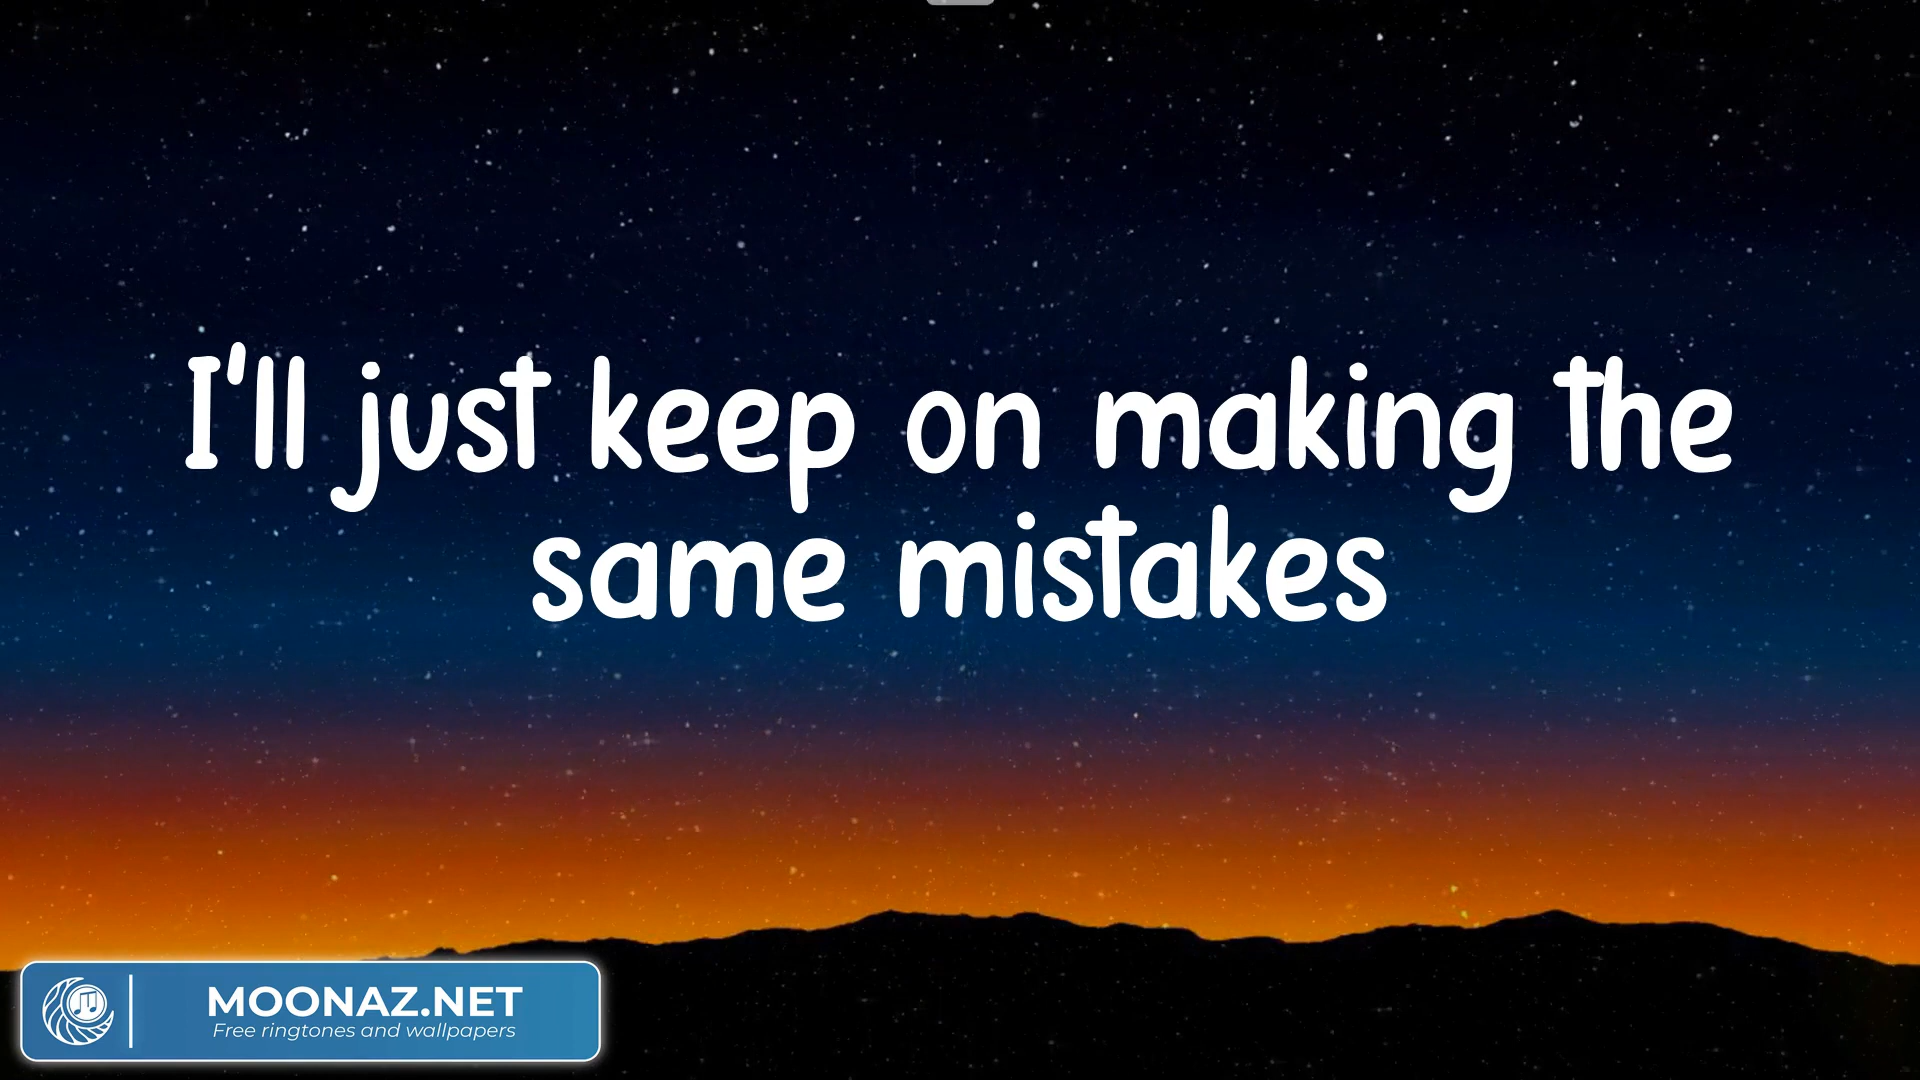 I'll just keep on making the
same mistakes
MOONAZ.NET
Free ringtones and wallpapers